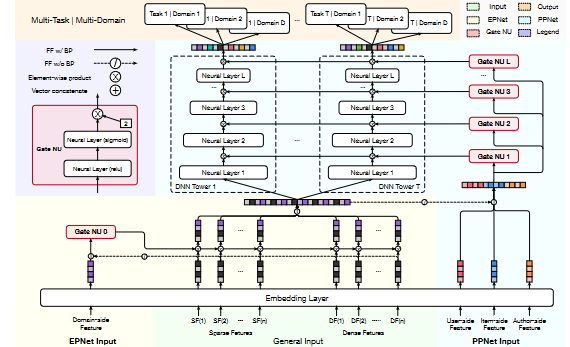 Multi-Task | Multi-Domain
Task 1 | Domain 1
1 | Domain 2
1 | Domain D
...
Task T | Domain 1
T | Domain 2
T | Domain D
Input
Output
EPNet
PPNet
Gate NU
Legend
FF w/ BP
FF w/o BP
Element-wise product
Vector concatenate
2
Neural Layer (sigmoid)
Gate NU
Neural Layer (relu)
Neural Layer L
...
Neural Layer 3
Neural Layer 2
Neural Layer 1
DNN Tower 1
...
Neural Layer L
...
Neural Layer 3
Neural Layer 2
Neural Layer 1
DNN Tower T
Gate NU L
...
Gate NU 3
Gate NU 2
Gate NU 1
Gate NU 0
... ...
... ...
Embedding Layer
Domain-side
Feature
SF(1) SF(2) ... SF(n)
Sparse Fetures
DF(1) DF(2) ... DF(n)
Dense Fetures
User-side
Feature
Item-side
Feature
Author-side
Feature
EPNet Input
General Input
PPNet Input